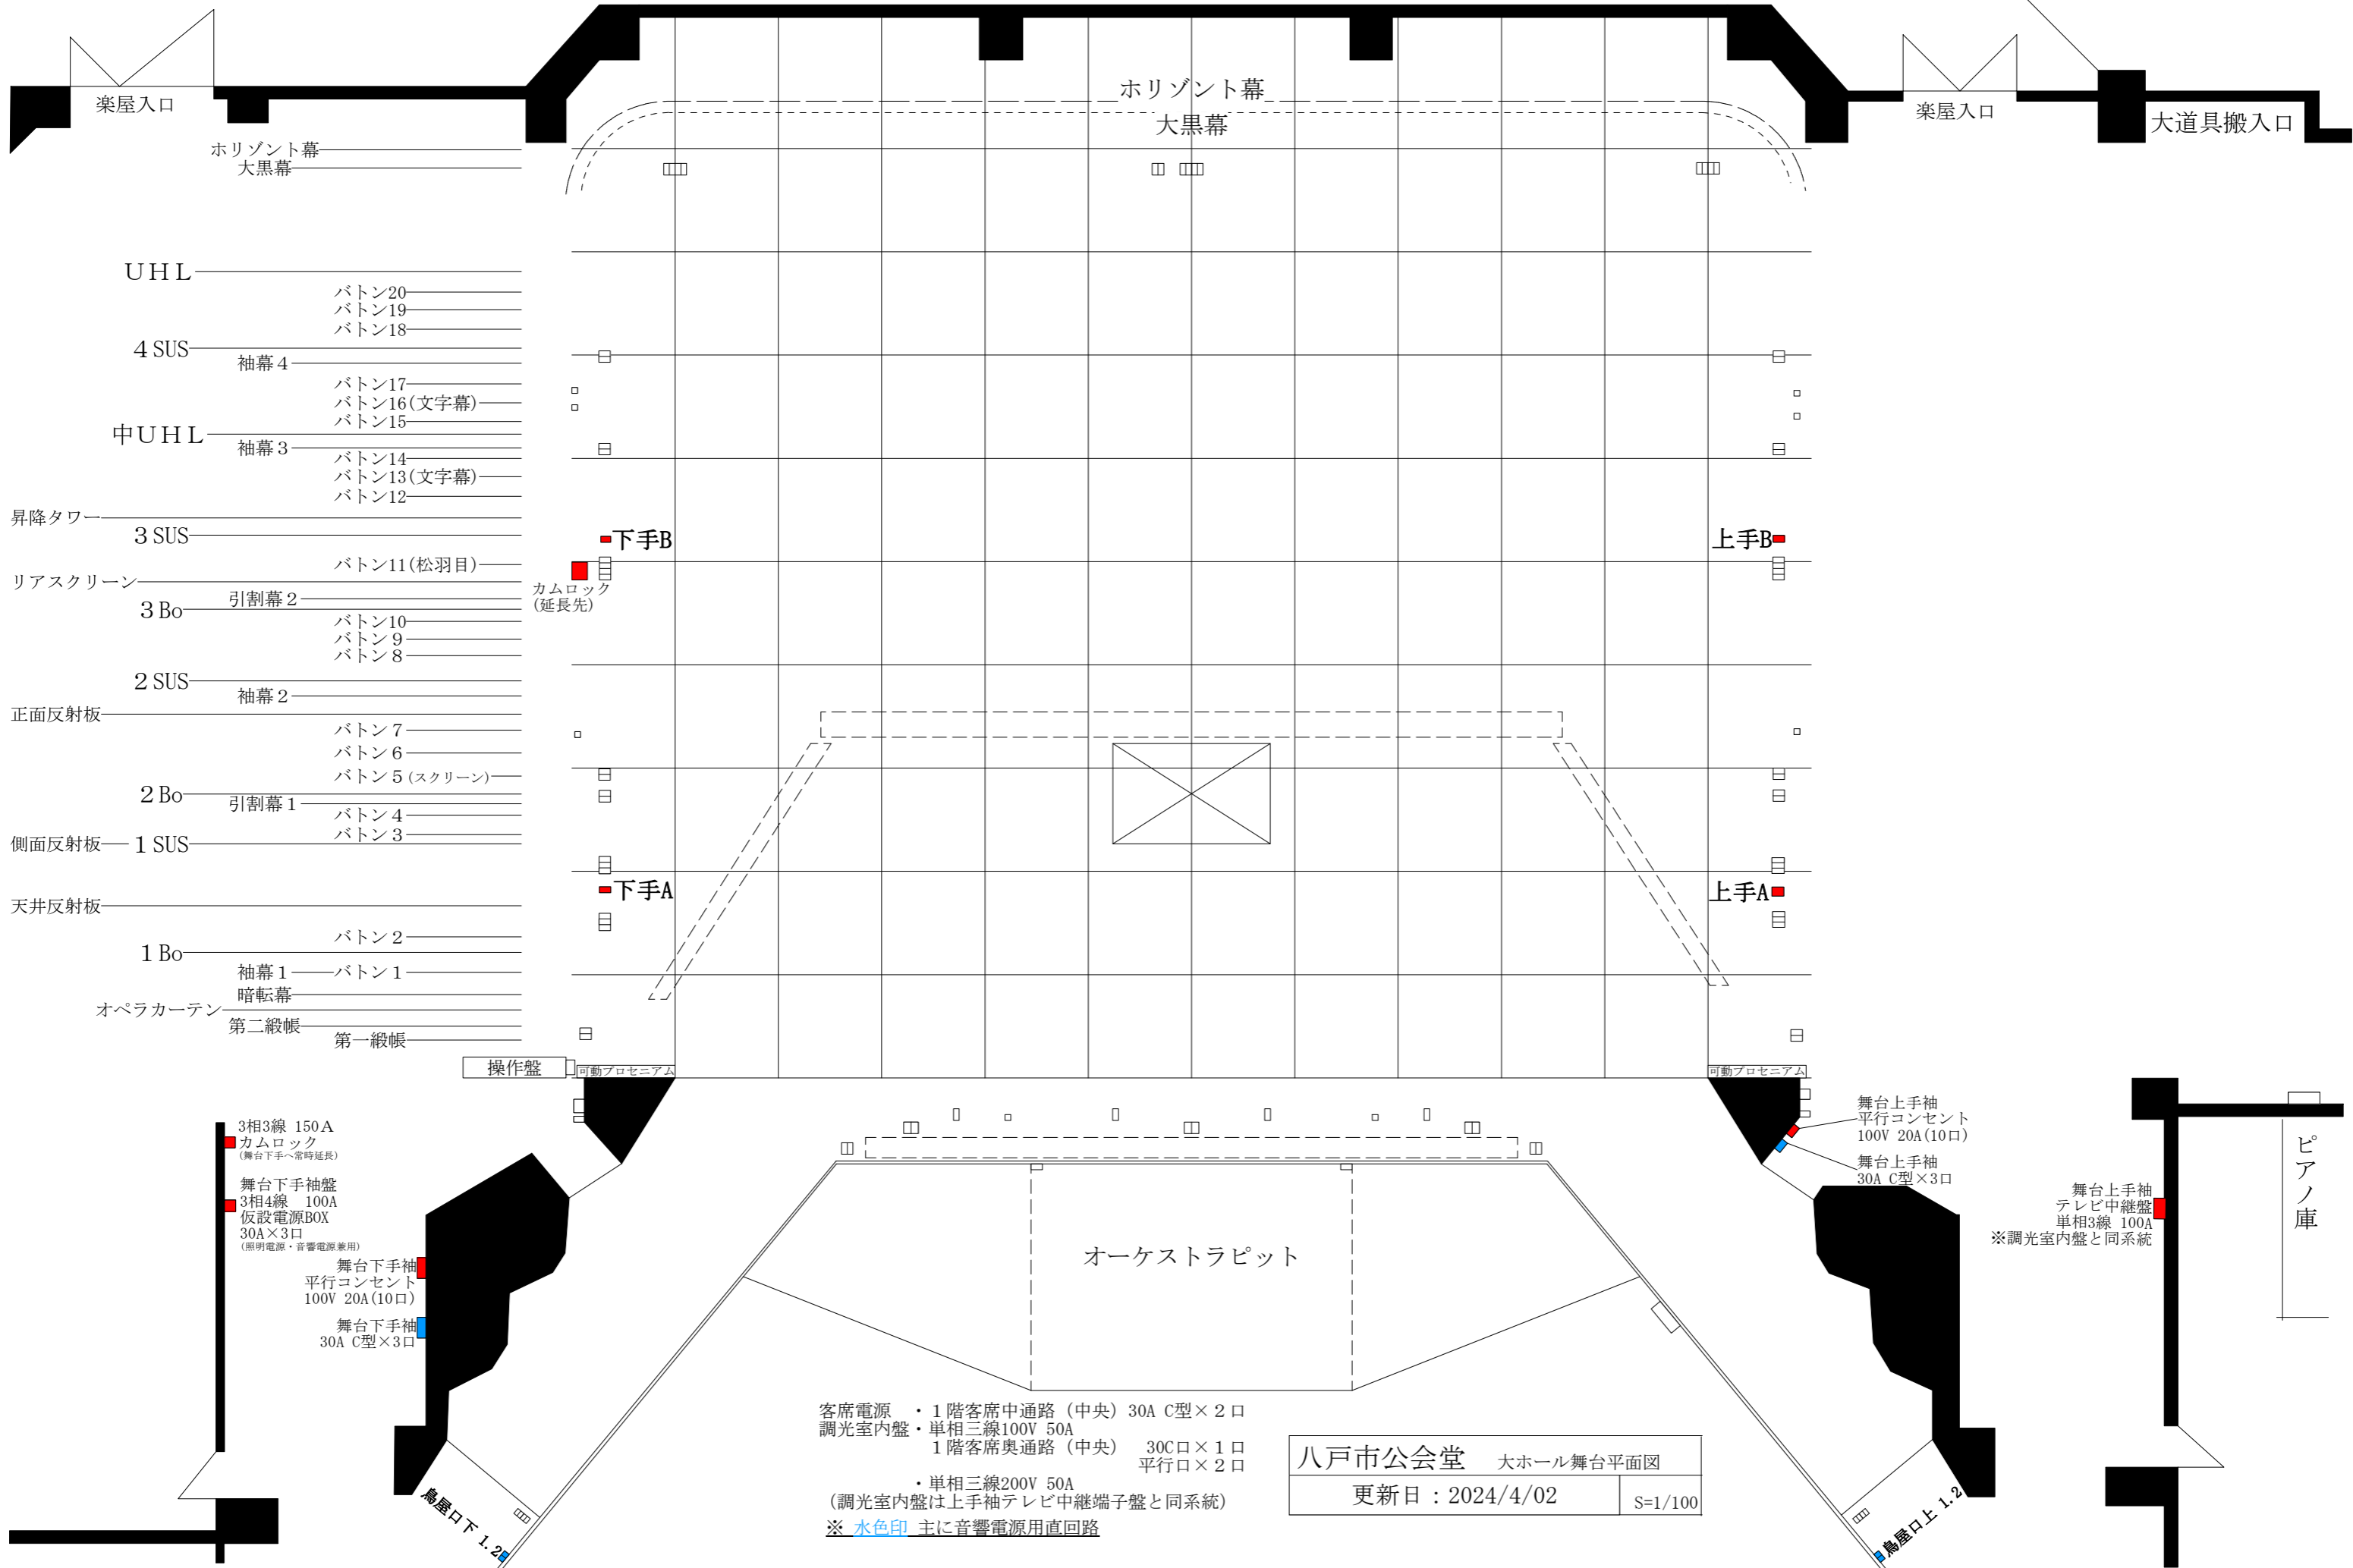 ホリゾント幕
大黒幕
楽屋入口
楽屋入口
大道具搬入口
ホリゾント幕
大黒幕
UHL
バトン20
バトン19
バトン18
4 SUS
袖幕4
バトン17
バトン16(文字幕)
バトン15
中UHL
袖幕3
バトン14
バトン13(文字幕)
バトン12
昇降タワー
3 SUS
バトン11(松羽目)
リアスクリーン
引割幕2
3 Bo
バトン10
バトン9
バトン8
2 SUS
袖幕2
正面反射板
バトン7
バトン6
バトン5(スクリーン)
2 Bo
引割幕1
バトン4
バトン3
側面反射板
1 SUS
天井反射板
バトン2
1 Bo
袖幕1
バトン1
暗転幕
オペラカーテン
第二緞帳
第一緞帳
下手B
上手B
カムロック
(延長先)
下手A
上手A
操作盤
可動プロセニアム
可動プロセニアム
3相3線 150A
カムロック
(舞台下手へ常時延長)
舞台下手袖盤
3相4線 100A
仮設電源BOX
30A×3口
(照明電源・音響電源兼用)
舞台下手袖
平行コンセント
100V 20A(10口)
舞台下手袖
30A C型×3口
舞台上手袖
平行コンセント
100V 20A(10口)
舞台上手袖
30A C型×3口
舞台上手袖
テレビ中継盤
単相3線 100A
※調光室内盤と同系統
ピアノ庫
オーケストラピット
客席電源 ・1階客席中通路(中央)30A C型×2口
調光室内盤・単相三線100V 50A
1階客席奥通路(中央) 30C口×1口
平行口×2口
・単相三線200V 50A
(調光室内盤は上手袖テレビ中継端子盤と同系統)
※ 水色印 主に音響電源用直回路
八戸市公会堂 大ホール舞台平面図
更新日：2024/4/02 S=1/100
鳥屋口下 1.2
鳥屋口上 1.2